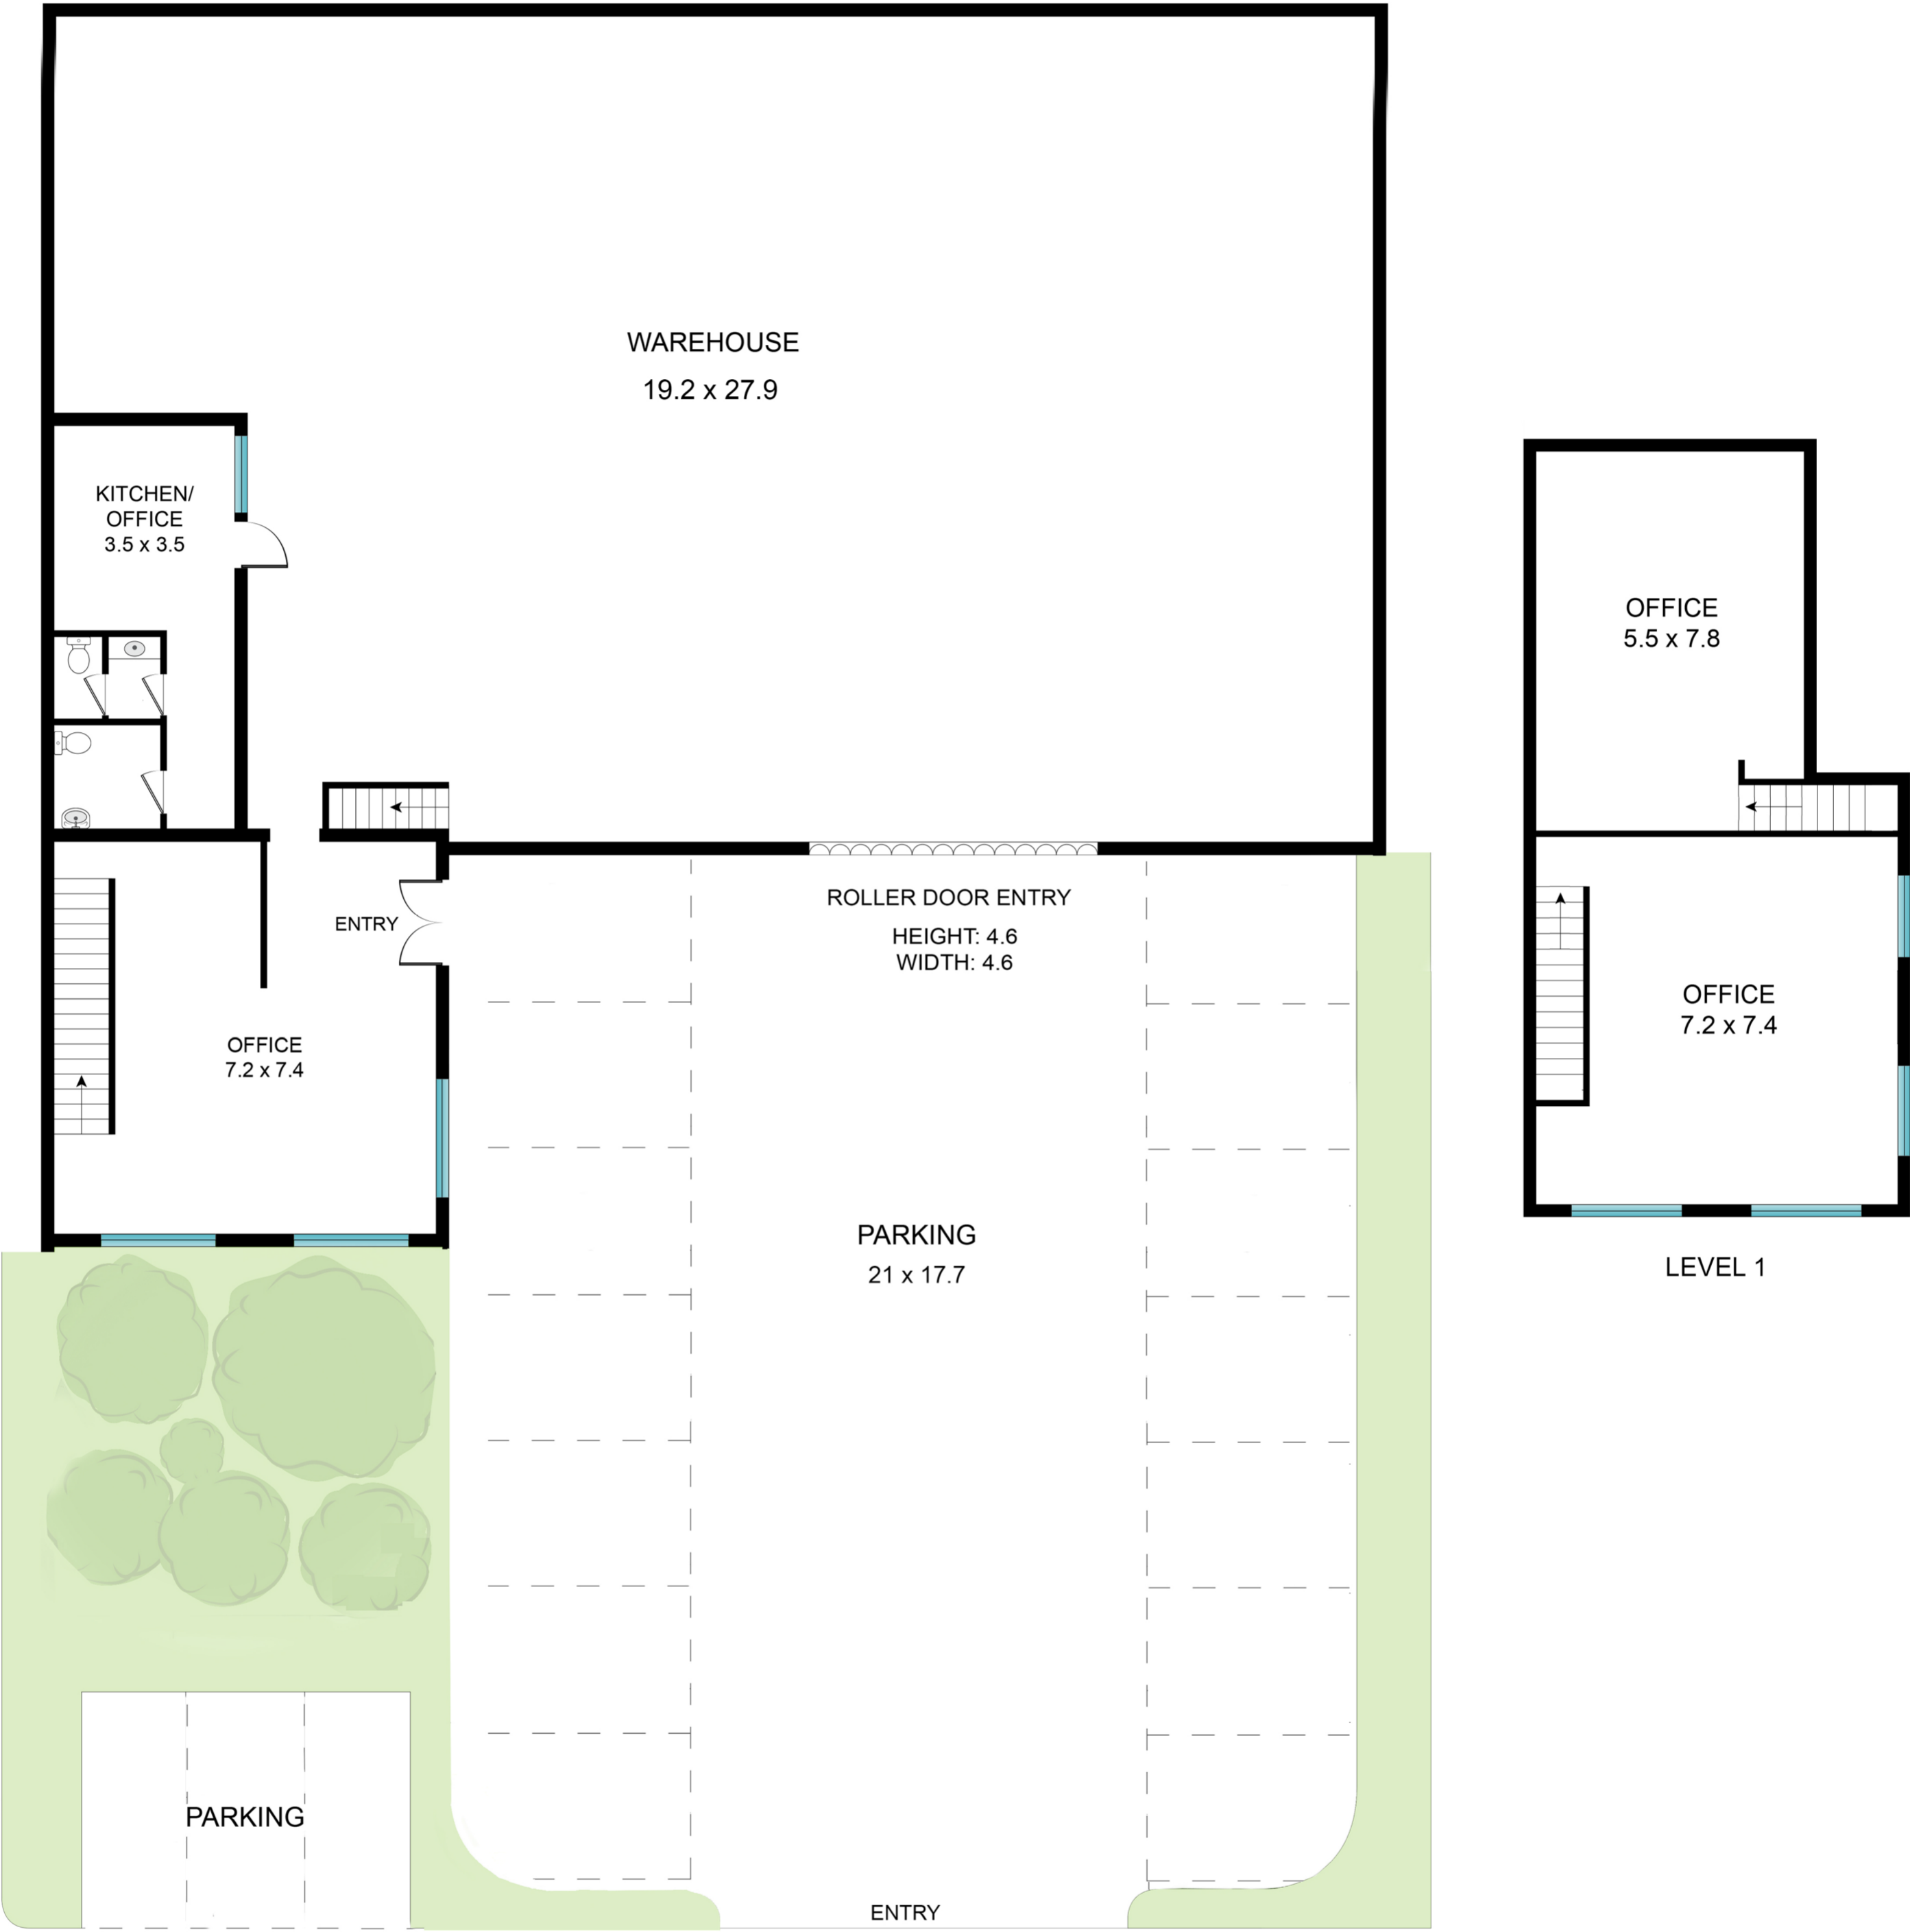 WAREHOUSE
19.2 x 27.9
KITCHEN/
OFFICE
3.5 x 3.5
ENTRY
OFFICE
7.2 x 7.4
ROLLER DOOR ENTRY
HEIGHT: 4.6
WIDTH: 4.6
PARKING
21 x 17.7
PARKING
ENTRY
OFFICE
5.5 x 7.8
OFFICE
7.2 x 7.4
LEVEL 1